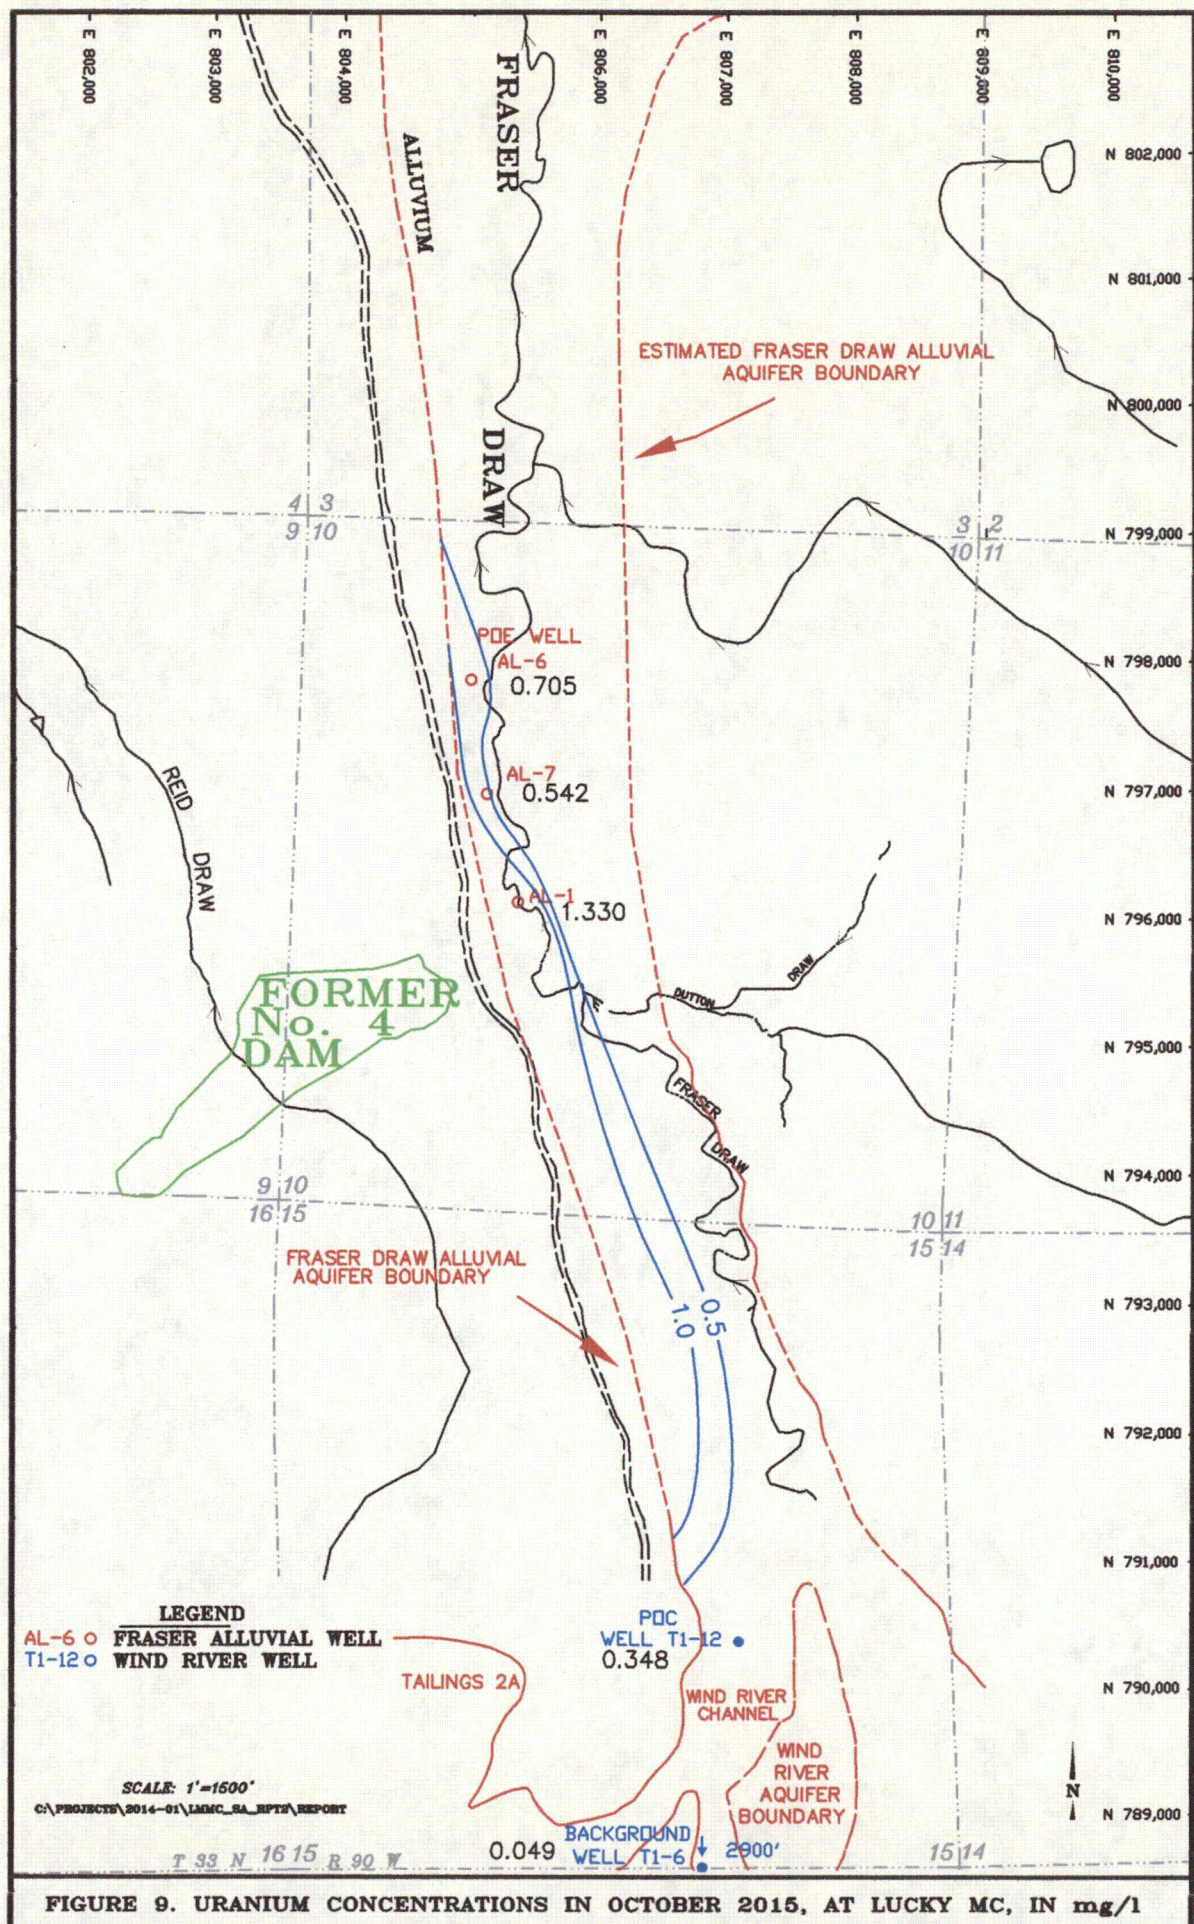 E 802,000
E 803,000
E 804,000
E 806,000
E 807,000
E 808,000
E 809,000
E 810,000
FRASER
DRAW
ALLUVIUM
N 802,000
N 801,000
ESTIMATED FRASER DRAW ALLUVIAL
AQUIFER BOUNDARY
N 800,000
4 3
9 10
3 2
10 11
N 799,000
POE WELL
AL-6
0.705
N 798,000
AL-7
0.542
N 797,000
REID
DRAW
AL-1
1.330
N 796,000
DRAW
DUTTON
FORMER
No. 4
DAM
N 795,000
FRASER
DRAW
N 794,000
9 10
16 15
10 11
15 14
FRASER DRAW ALLUVIAL
AQUIFER BOUNDARY
N 793,000
1.0
0.5
N 792,000
N 791,000
LEGEND
AL-6 FRASER ALLUVIAL WELL
T1-12 WIND RIVER WELL
POC
WELL T1-12
0.348
TAILINGS 2A
N 790,000
WIND RIVER
CHANNEL
WIND
RIVER
AQUIFER
BOUNDARY
N
SCALE: 1"=1600'
C:\PROJECTS\2014-01\LMMC_SA_RPTS\REPORT
N 789,000
T 33 N 16 15 R 90 W
0.049
BACKGROUND
WELL T1-6
2900'
15 14
FIGURE 9. URANIUM CONCENTRATIONS IN OCTOBER 2015, AT LUCKY MC, IN mg/l